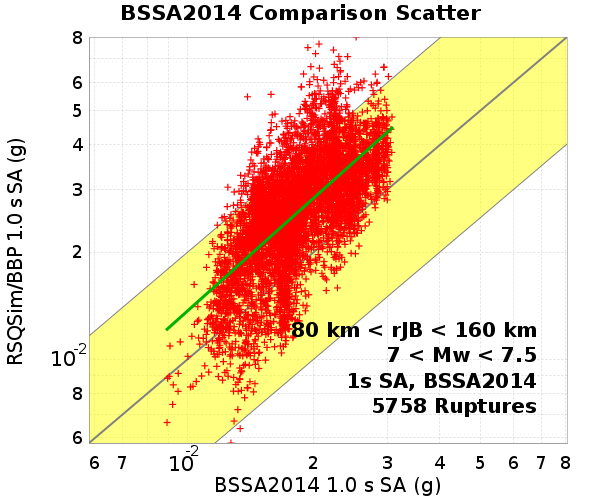 BSSA2014 Comparison Scatter
8
6
5
4
3
2
10-2
8
6
RSQSim/BBP 1.0 s SA (g)
80 km < rJB < 160 km
7 < Mw < 7.5
1s SA, BSSA2014
5758 Ruptures
6 7 10-2 2 3 4 5 6 7 8
BSSA2014 1.0 s SA (g)